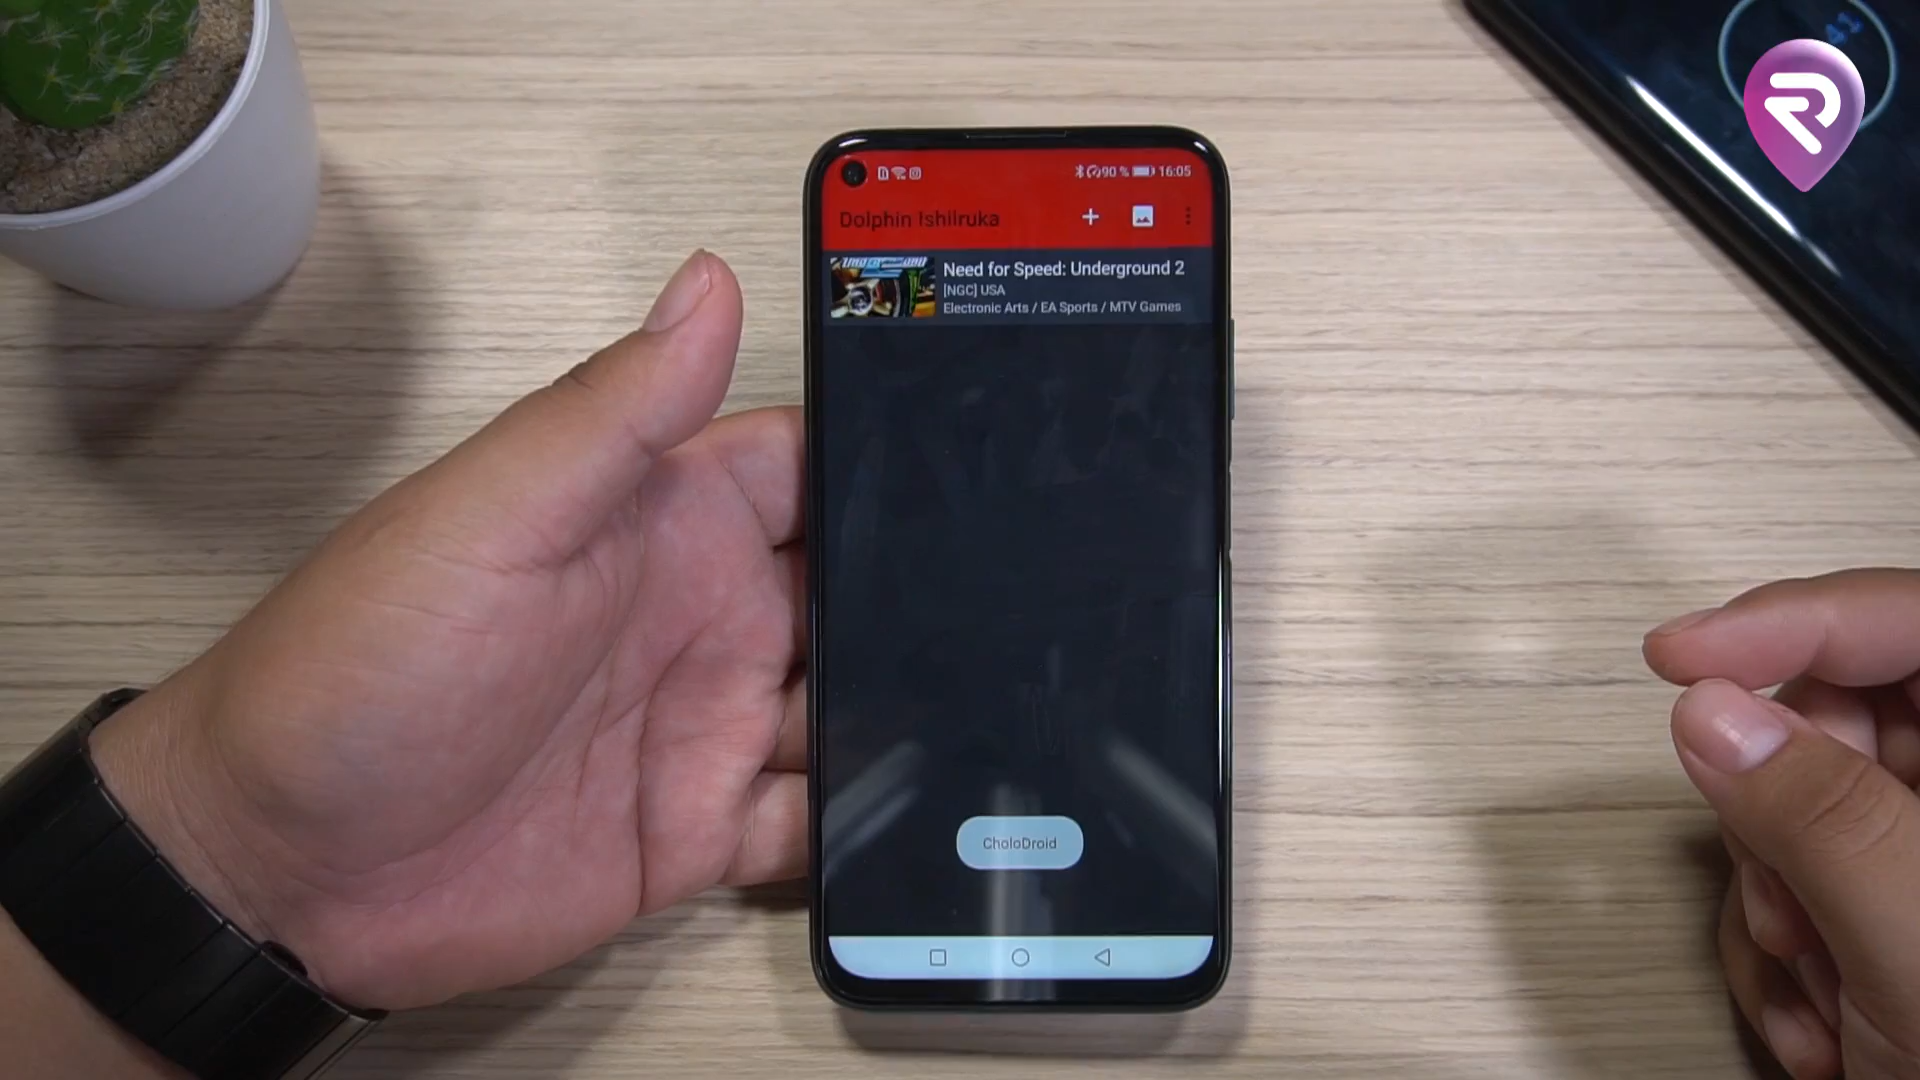 90 % 16:05
Dolphin Ishiiruka
Need for Speed: Underground 2
[NGC] USA
Electronic Arts / EA Sports / MTV Games
CholoDroid
41
R